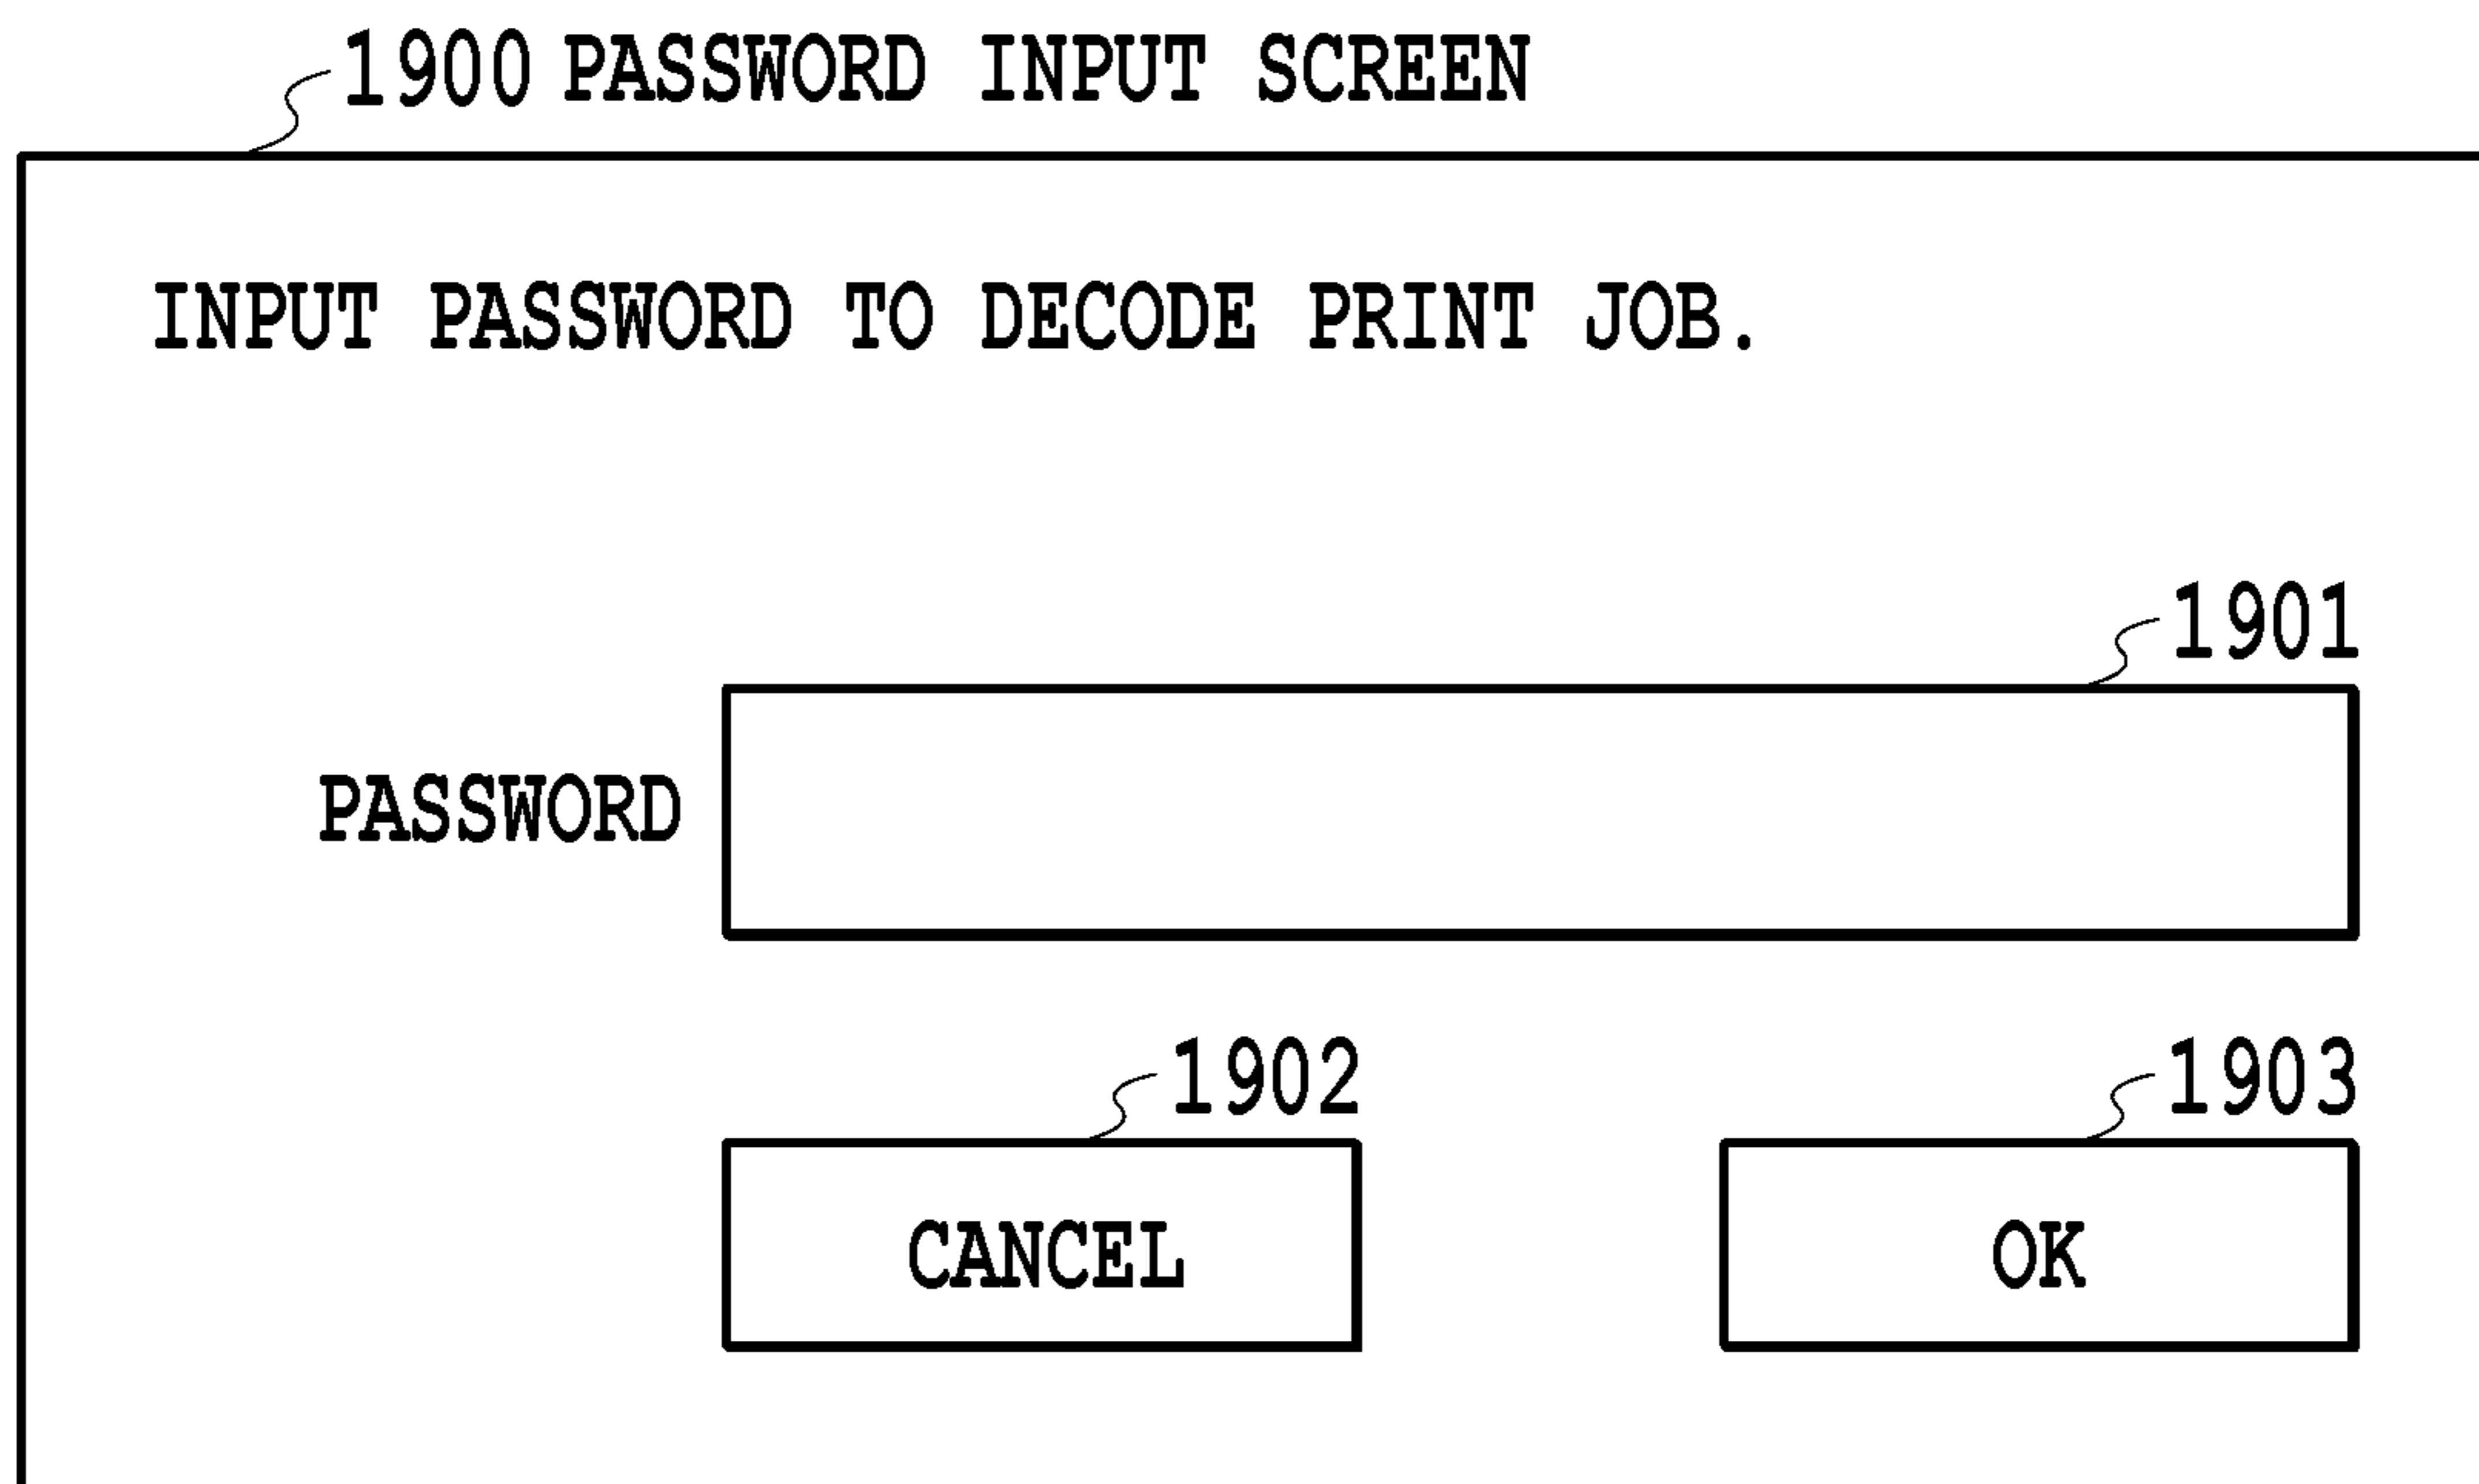 1900 PASSWORD INPUT SCREEN
INPUT PASSWORD TO DECODE PRINT JOB.
1901
PASSWORD
1902
1903
CANCEL
OK